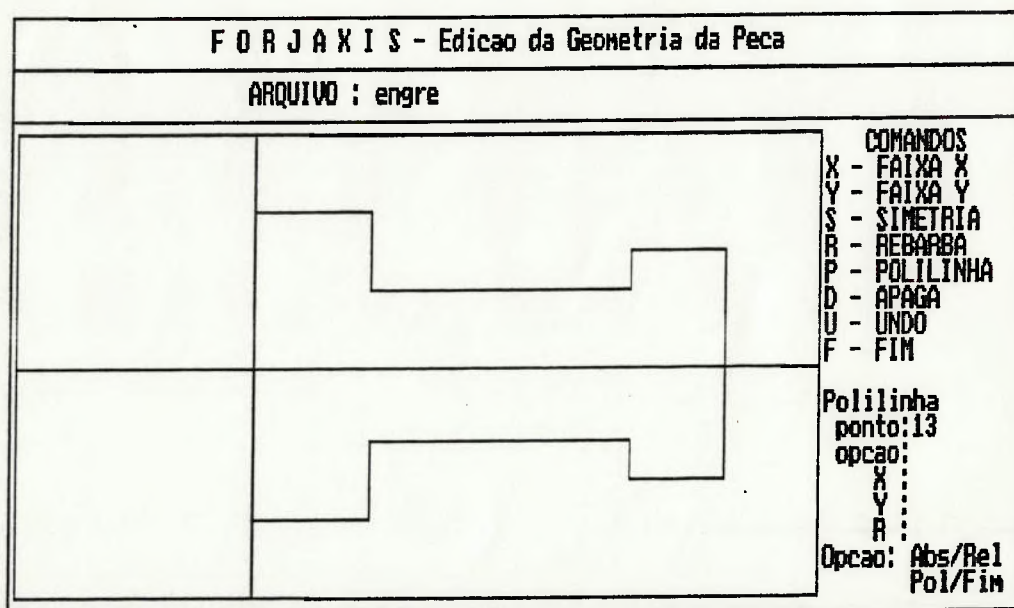 F O R J A X I S - Edicao da Geometria da Peca
ARQUIVO : engre
COMANDOS
X - FAIXA X
Y - FAIXA Y
S - SIMETRIA
R - REBARBA
P - POLILINHA
D - APAGA
U - UNDO
F - FIM
Polilinha
ponto:13
opcao:
X :
Y :
R :
Opcao: Abs/Rel
Pol/Fim